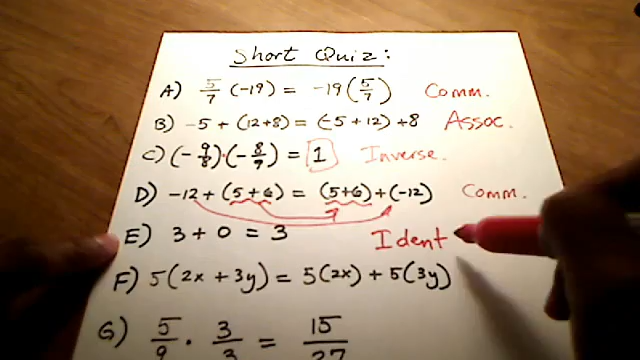 Short Quiz:
A) 5/7 (-19) = -19(5/7) Comm.
B) -5 + (12+8) = (-5+12) +8 Assoc.
C) (-9/8)·(-8/7) = 1 Inverse.
D) -12 + (5+6) = (5+6) + (-12) Comm.
E) 3 + 0 = 3 Ident
F) 5(2x + 3y) = 5(2x) + 5(3y)
G) 5/9 · 3/3 = 15/27